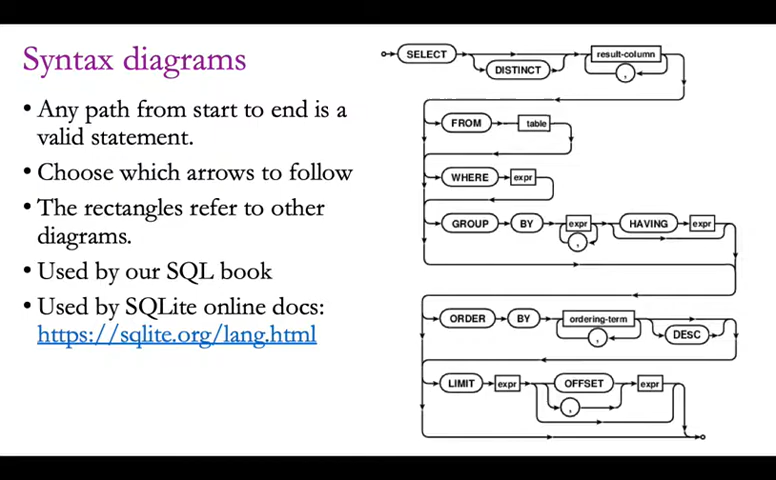 Syntax diagrams
• Any path from start to end is a
valid statement.
• Choose which arrows to follow
• The rectangles refer to other
diagrams.
• Used by our SQL book
• Used by SQLite online docs:
https://sqlite.org/lang.html
SELECT DISTINCT result-column ,
FROM table
WHERE expr
GROUP BY expr , HAVING expr
ORDER BY ordering-term , DESC
LIMIT expr OFFSET , expr